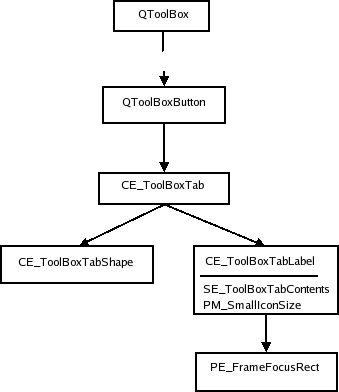 QToolBox
QToolBoxButton
CE_ToolBoxTab
CE_ToolBoxTabShape
CE_ToolBoxTabLabel
SE_ToolBoxTabContents
PM_SmallIconSize
PE_FrameFocusRect